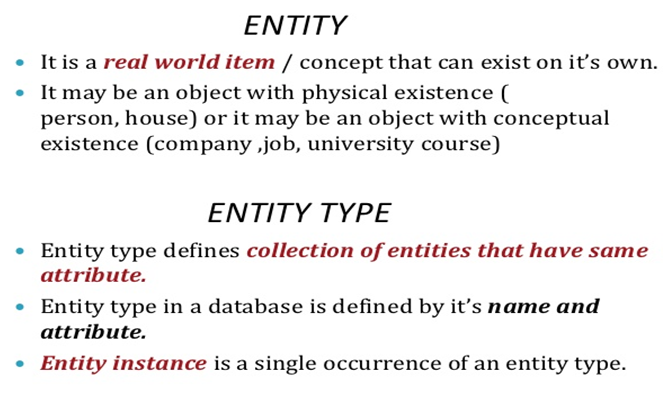 ENTITY
• It is a real world item / concept that can exist on it's own.
• It may be an object with physical existence (
person, house) or it may be an object with conceptual
existence (company ,job, university course)
ENTITY TYPE
• Entity type defines collection of entities that have same
attribute.
• Entity type in a database is defined by it's name and
attribute.
• Entity instance is a single occurrence of an entity type.